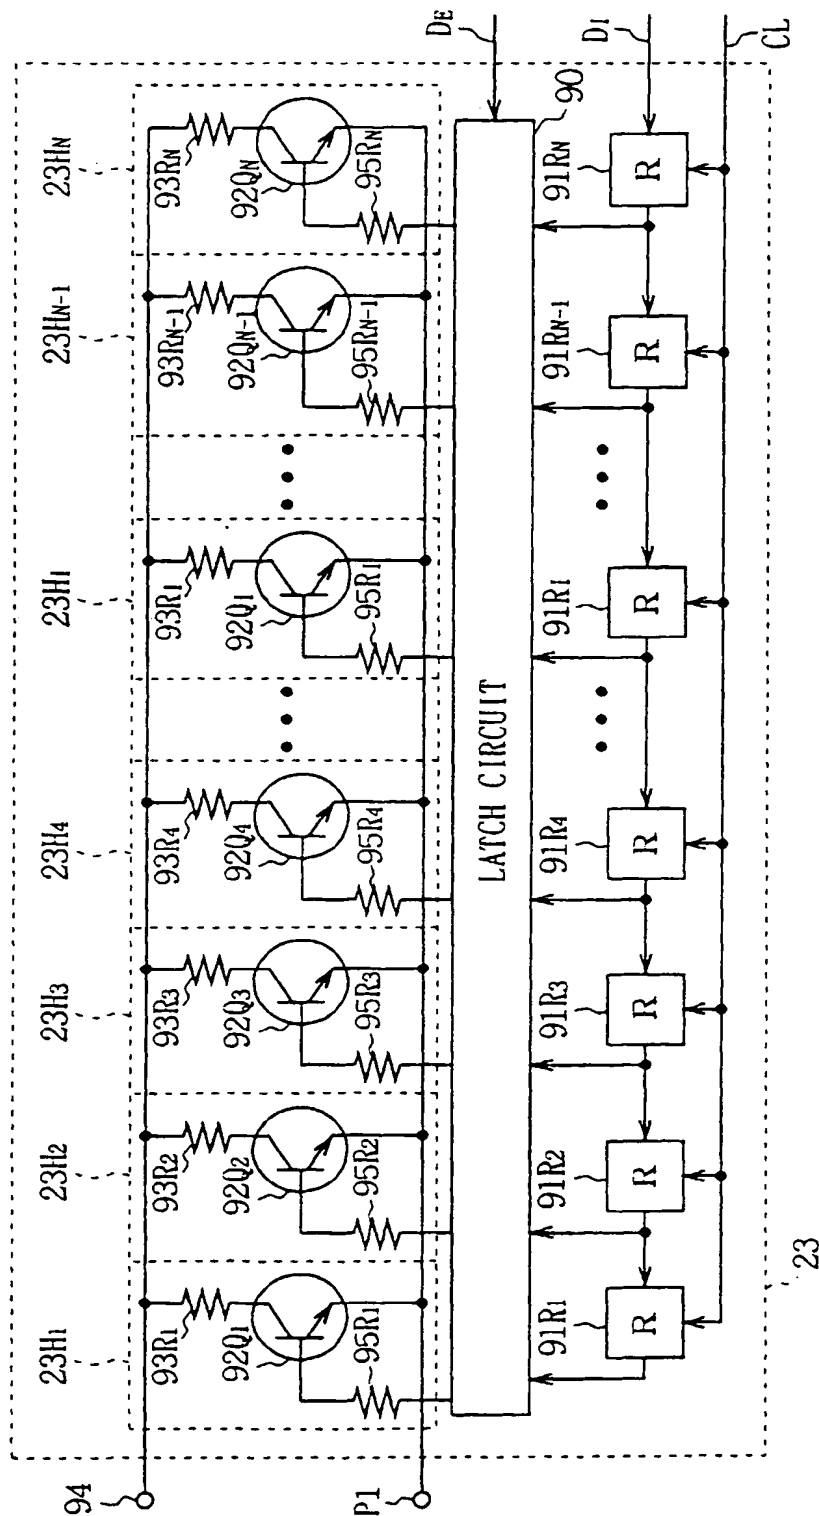 23H1 23H2 23H3 23H4 23HI 23HN-1 23HN
94
93R1 93R2 93R3 93R4 93RI 93RN-1 93RN
92Q1 92Q2 92Q3 92Q4 92QI 92QN-1 92QN
95R1 95R2 95R3 95R4 95RI 95RN-1 95RN
P1
DE
LATCH CIRCUIT
90
91R1 91R2 91R3 91R4 91RI 91RN-1 91RN
DI
R R R R R R R
CL
23